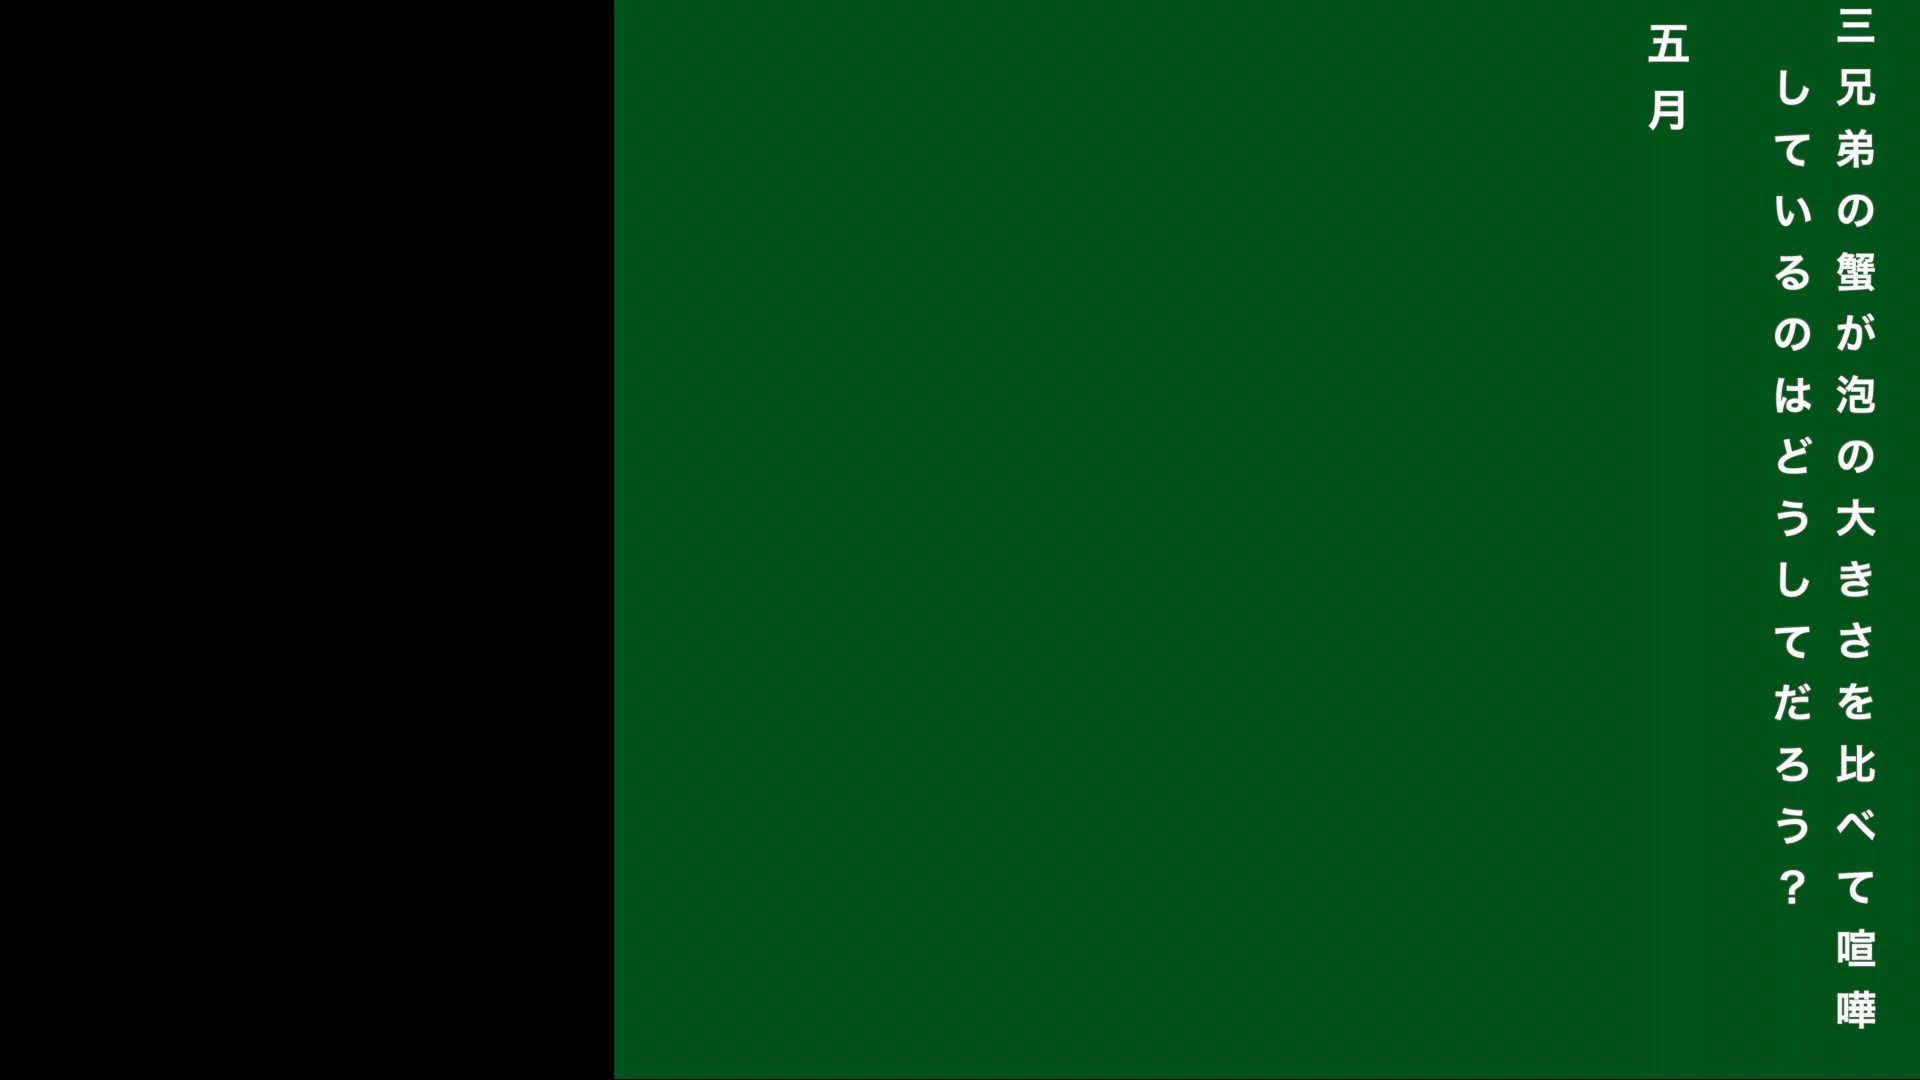 三兄弟の蟹が泡の大きさを比べて喧嘩
しているのはどうしてだろう？
五月